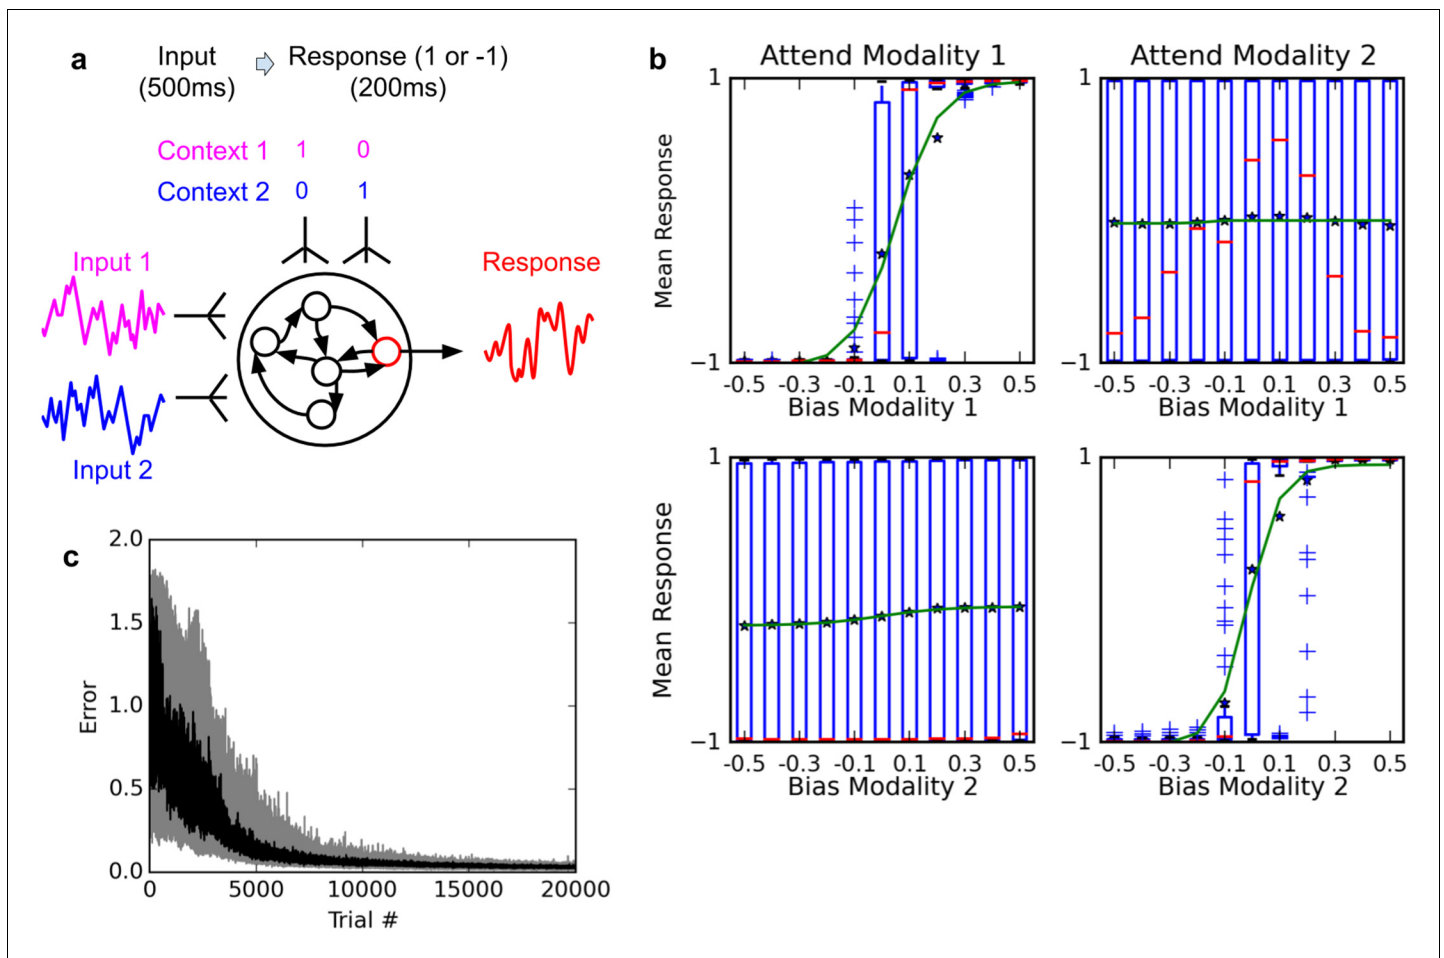 a
Input
Response (1 or -1)
(500ms)
(200ms)
Context 1 1 0
Context 2 0 1
Input 1
Response
Input 2
b
Attend Modality 1
Attend Modality 2
Mean Response
1
−1
-0.5 -0.3 -0.1 0.1 0.3 0.5
Bias Modality 1
1
−1
-0.5 -0.3 -0.1 0.1 0.3 0.5
Bias Modality 1
Mean Response
1
−1
-0.5 -0.3 -0.1 0.1 0.3 0.5
Bias Modality 2
1
−1
-0.5 -0.3 -0.1 0.1 0.3 0.5
Bias Modality 2
c
Error
2.0
1.5
1.0
0.5
0.0
0 5000 10000 15000 20000
Trial #